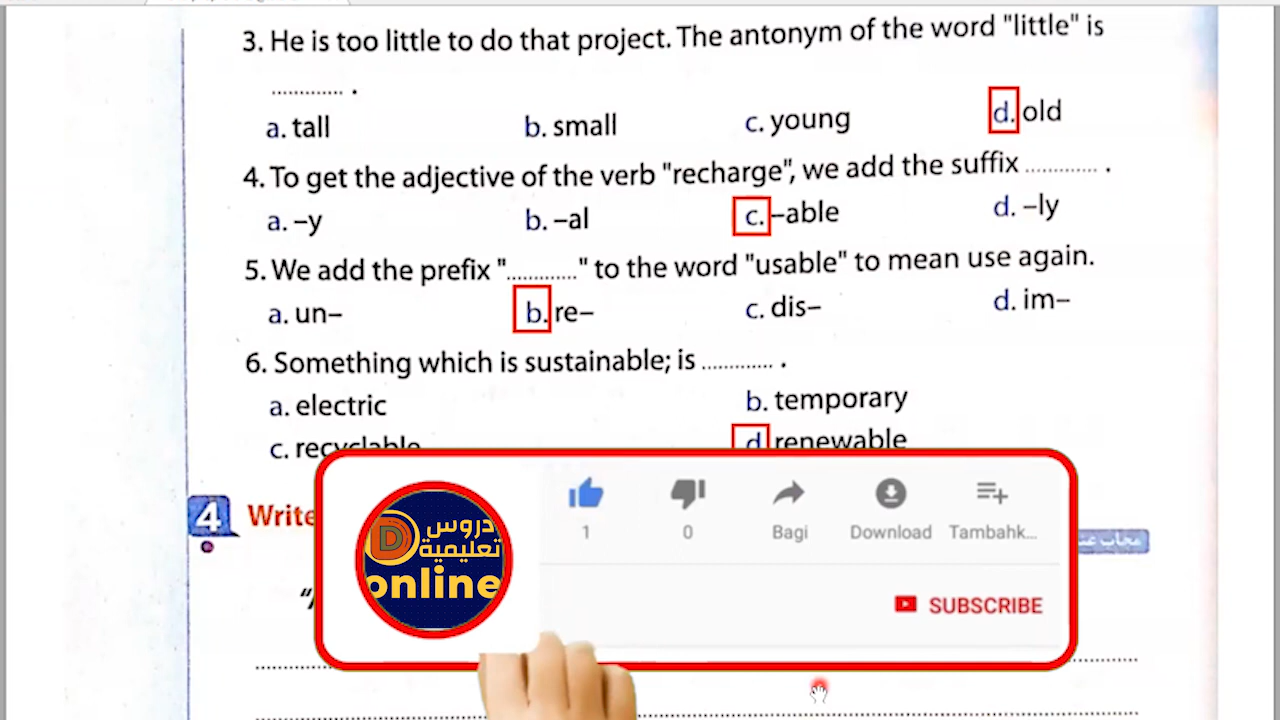 3. He is too little to do that project. The antonym of the word "little" is
............. .
a. tall b. small c. young d. old
4. To get the adjective of the verb "recharge", we add the suffix ............. .
a. –y b. –al c. –able d. –ly
5. We add the prefix "............." to the word "usable" to mean use again.
a. un– b. re– c. dis– d. im–
6. Something which is sustainable; is ............. .
a. electric b. temporary
c. recyclable d. renewable
4 Write
دروس
تعليمية
online
1 0 Bagi Download Tambahk...
SUBSCRIBE